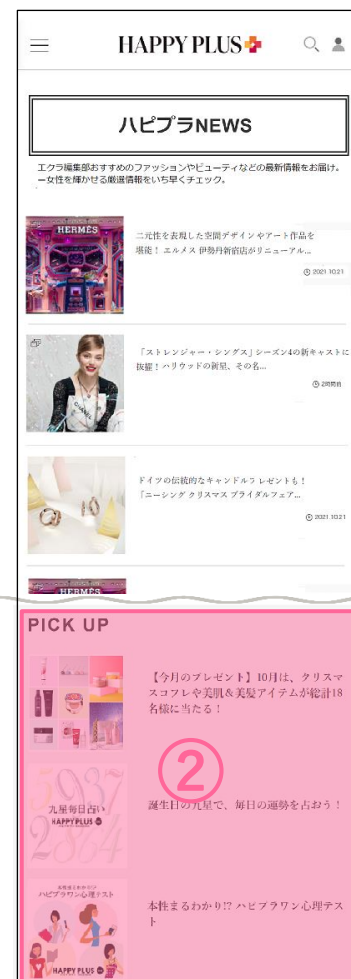 HAPPY PLUS
ハピプラNEWS
エクラ編集部おすすめのファッションやビューティなどの最新情報をお届け。
ー女性を輝かせる厳選情報をいち早くチェック。
HERMÈS
二元性を表現した空間デザインやアート作品を
堪能！ エルメス 伊勢丹新宿店がリニューアル...
2021 10.21
「ストレンジャー・シングス」シーズン4の新キャストに
抜擢！ハリウッドの新星、その名...
CHANEL
2時間前
ドイツの伝統的なキャンドルプレゼントも！
「ニーシング クリスマス ブライダルフェア...
2021 10.21
HERMÈS
PICK UP
【今月のプレゼント】10月は、クリスマ
スコフレや美肌＆美髪アイテムが総計18
名様に当たる！
②
5937
九星毎日占い
HAPPY PLUS
2864
誕生日の九星で、毎日の運勢を占おう！
本性まるわかり!?
ハピプラワン心理テスト
HAPPY PLUS
本性まるわかり!? ハピプラワン心理テス
ト